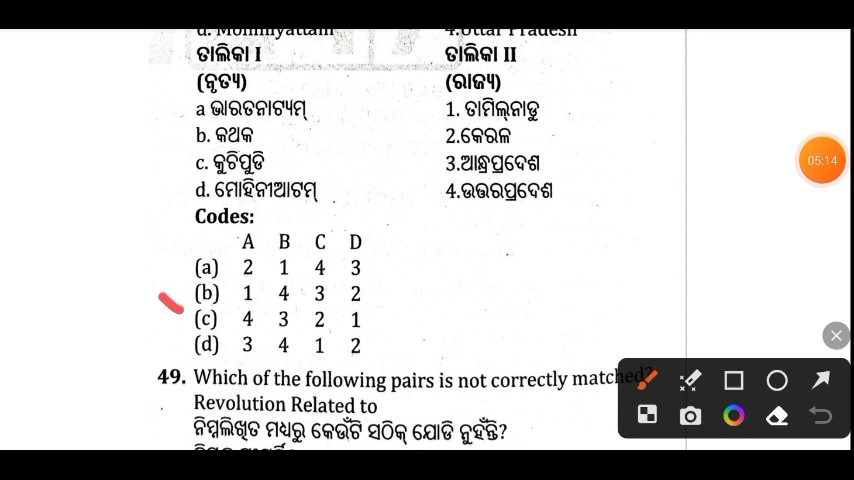 d. Mohiniyattam 4.Uttar Pradesh
ତାଲିକା I ତାଲିକା II
(ନୃତ୍ୟ) (ରାଜ୍ୟ)
a ଭାରତନାଟ୍ୟମ୍ 1. ତାମିଲ୍‌ନାଡୁ
b. କଥକ 2.କେରଳ
c. କୁଚିପୁଡି 3.ଆନ୍ଧ୍ରପ୍ରଦେଶ
d. ମୋହିନୀଆଟମ୍ 4.ଉତ୍ତରପ୍ରଦେଶ
Codes:
A B C D
(a) 2 1 4 3
(b) 1 4 3 2
(c) 4 3 2 1
(d) 3 4 1 2
49. Which of the following pairs is not correctly matched?
Revolution Related to
ନିମ୍ନଲିଖିତ ମଧ୍ୟରୁ କେଉଁଟି ସଠିକ୍ ଯୋଡି ନୁହଁନ୍ତି?
05:14